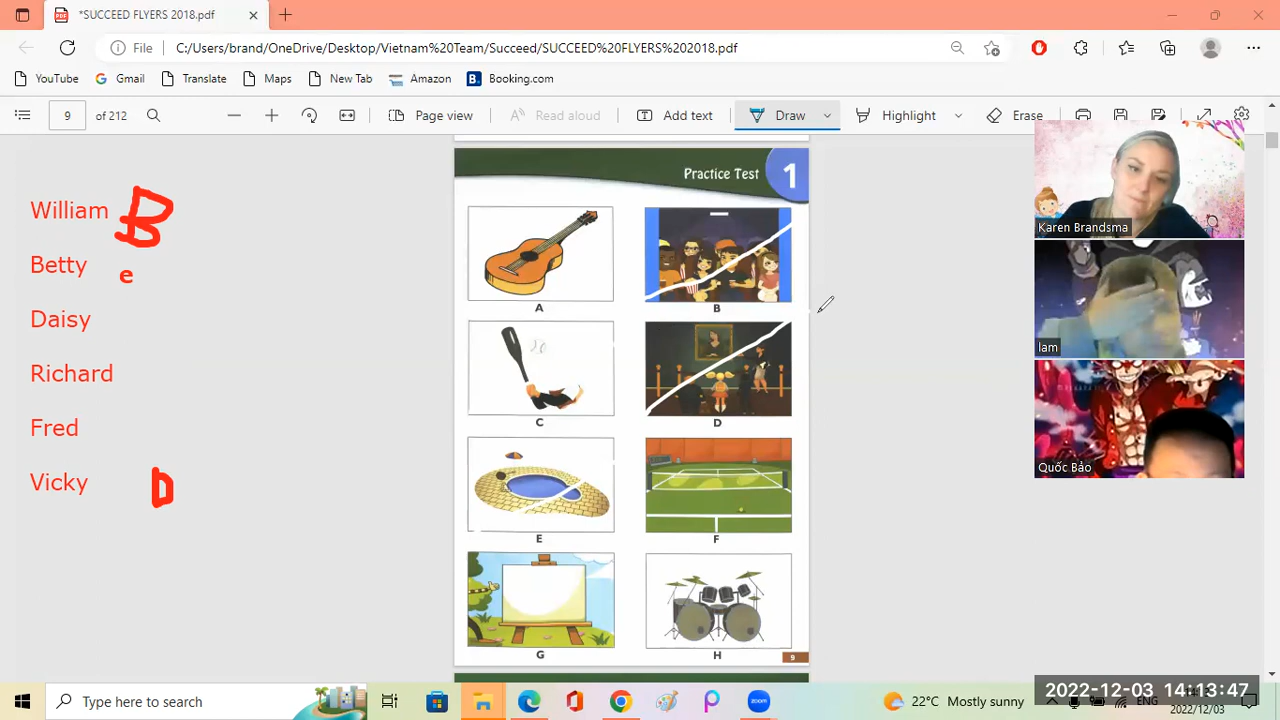 *SUCCEED FLYERS 2018.pdf
File C:/Users/brand/OneDrive/Desktop/Vietnam%20Team/Succeed/SUCCEED%20FLYERS%202018.pdf
YouTube Gmail Translate Maps New Tab Amazon B. Booking.com
9 of 212 Page view Read aloud Add text Draw Erase Highlight
Practice Test 1
William B
Betty e
Daisy
Richard
Fred
Vicky D
A B
C D
E F
G H
9
Karen Brandsma
lam
Quốc Bảo
Type here to search
zoom
22°C Mostly sunny
ENG
2022-12-03 14:13:47
2022/12/03